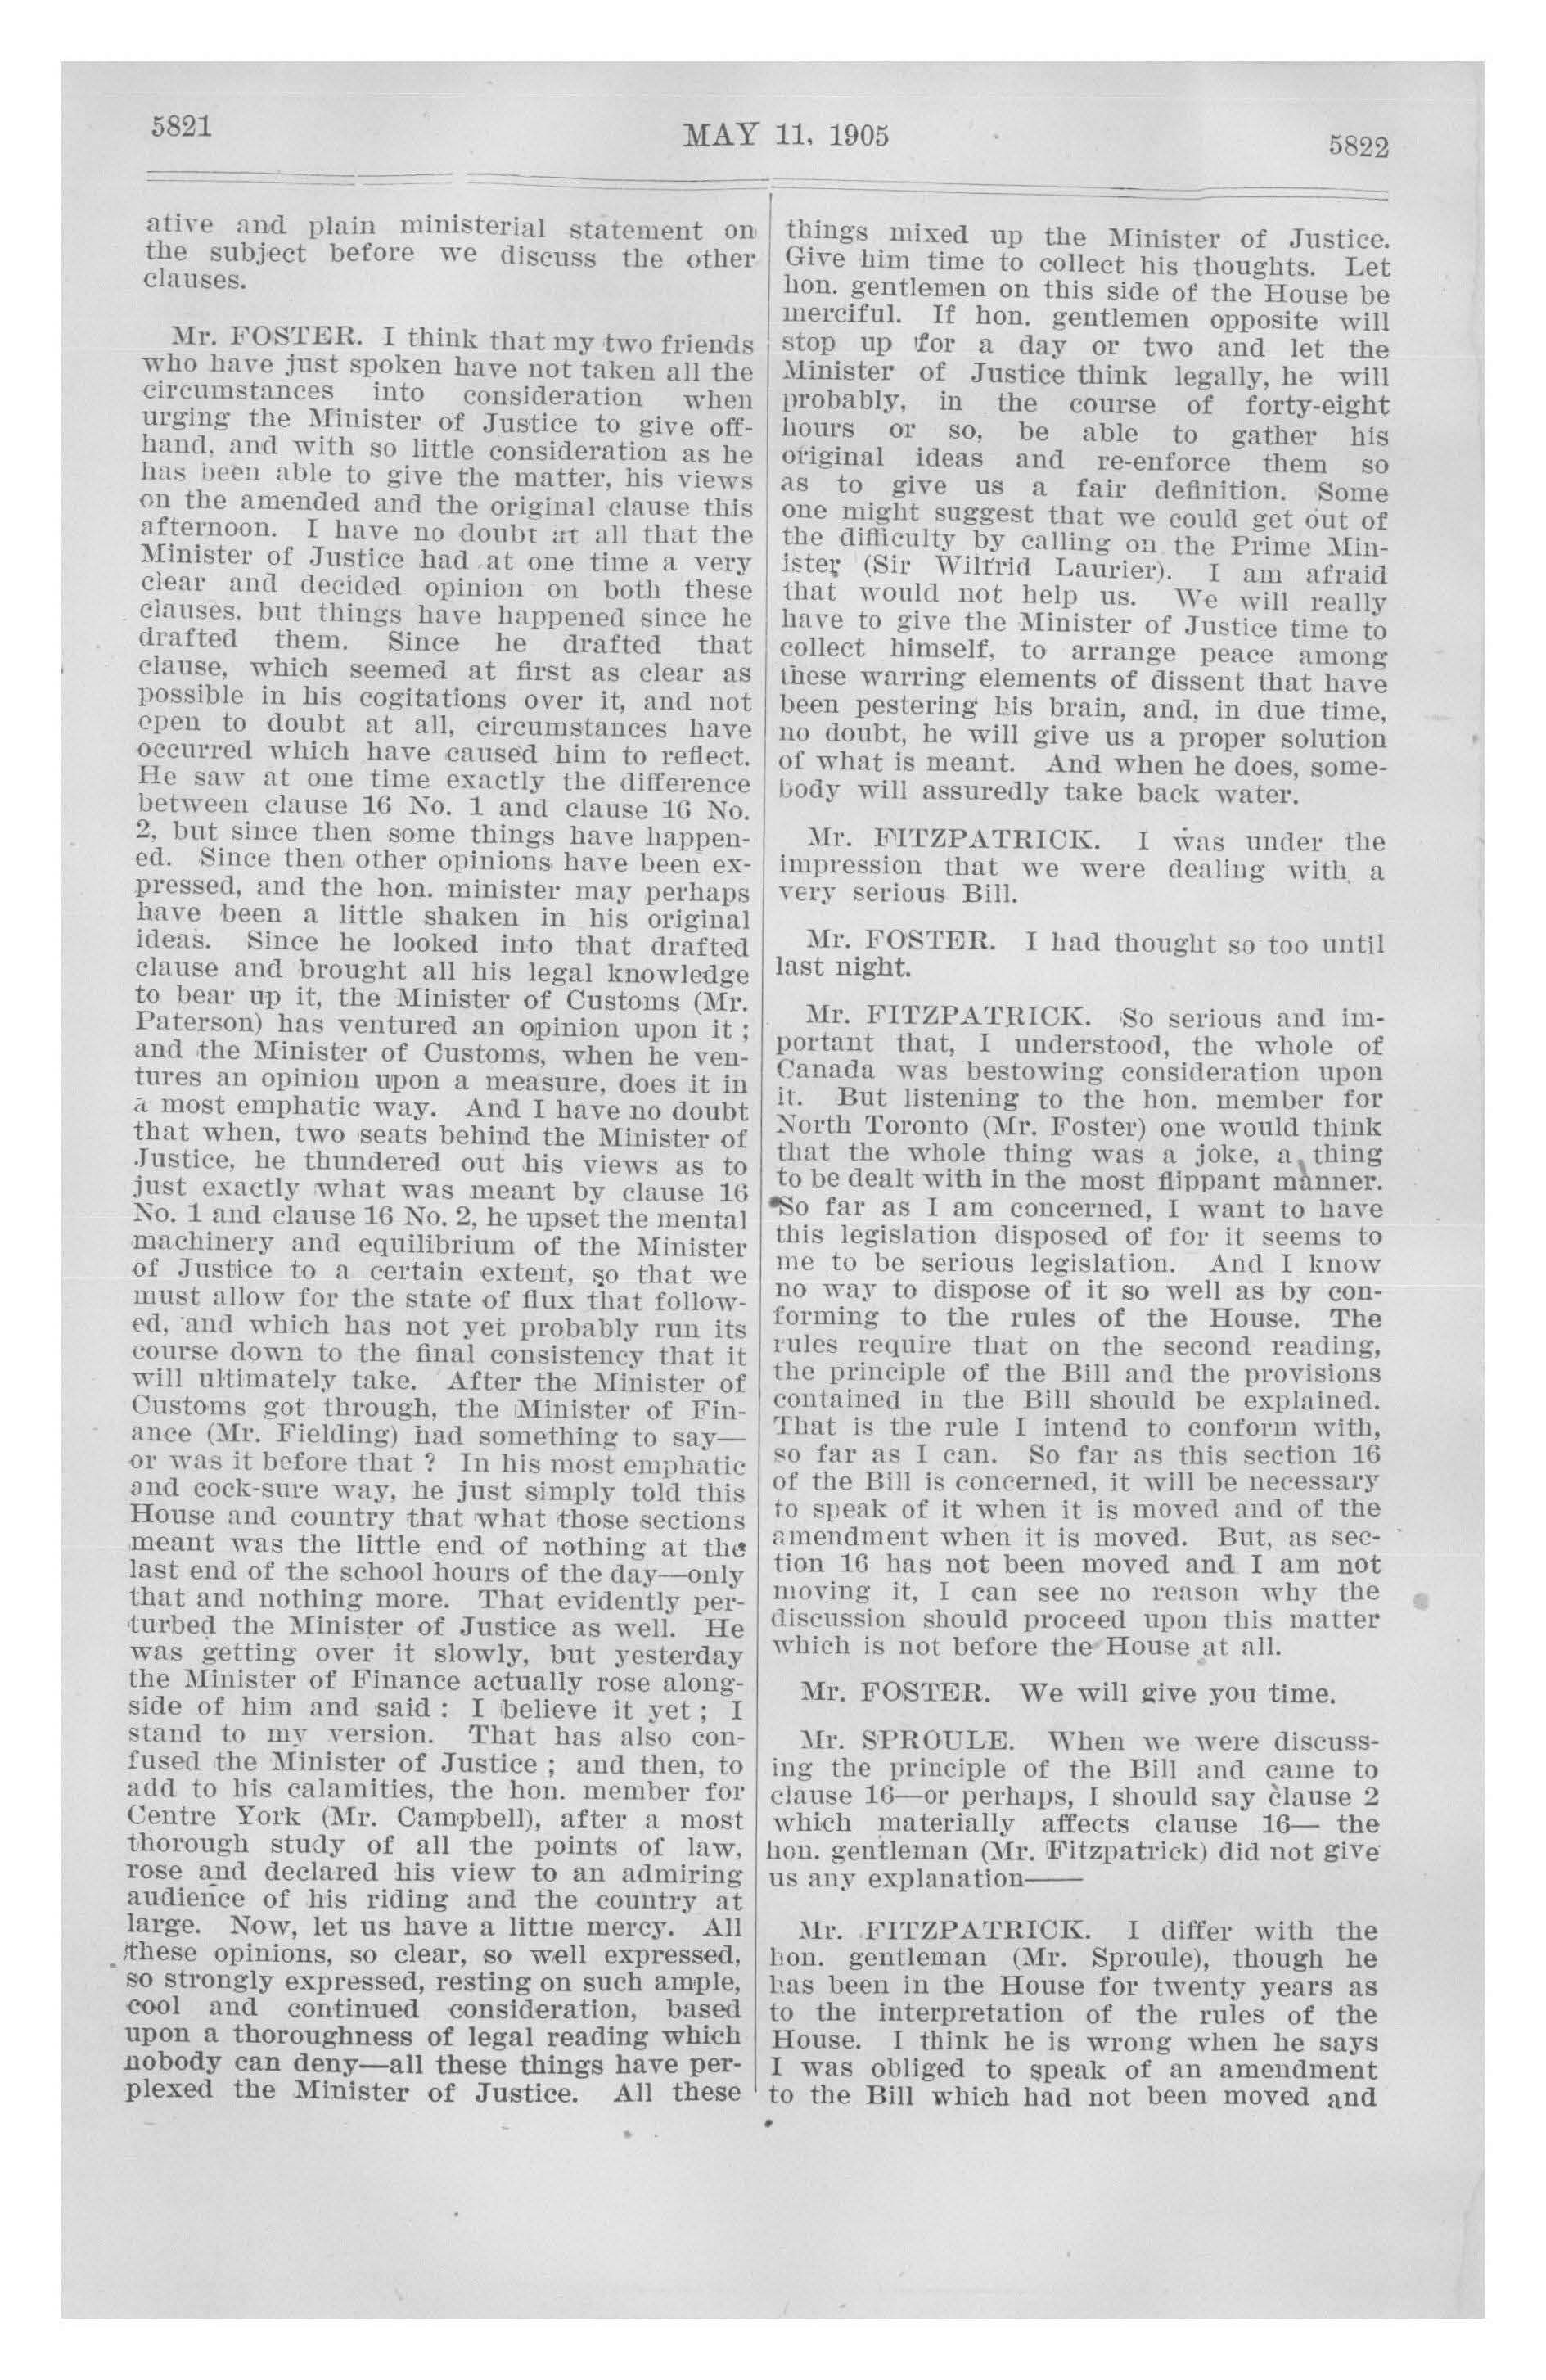 5821
MAY 11, 1905
5822
ative and plain ministerial statement on
the subject before we discuss the other
clauses.
Mr. FOSTER. I think that my two friends
who have just spoken have not taken all the
circumstances into consideration when
urging the Minister of Justice to give off-
hand, and with so little consideration as he
has been able to give the matter, his views
on the amended and the original clause this
afternoon. I have no doubt at all that the
Minister of Justice had at one time a very
clear and decided opinion on both these
clauses, but things have happened since he
drafted them. Since he drafted that
clause, which seemed at first as clear as
possible in his cogitations over it, and not
open to doubt at all, circumstances have
occurred which have caused him to reflect.
He saw at one time exactly the difference
between clause 16 No. 1 and clause 16 No.
2, but since then some things have happen-
ed. Since then other opinions have been ex-
pressed, and the hon. minister may perhaps
have been a little shaken in his original
ideas. Since he looked into that drafted
clause and brought all his legal knowledge
to bear up it, the Minister of Customs (Mr.
Paterson) has ventured an opinion upon it ;
and the Minister of Customs, when he ven-
tures an opinion upon a measure, does it in
a most emphatic way. And I have no doubt
that when, two seats behind the Minister of
Justice, he thundered out his views as to
just exactly what was meant by clause 16
No. 1 and clause 16 No. 2, he upset the mental
machinery and equilibrium of the Minister
of Justice to a certain extent, so that we
must allow for the state of flux that follow-
ed, and which has not yet probably run its
course down to the final consistency that it
will ultimately take. After the Minister of
Customs got through, the Minister of Fin-
ance (Mr. Fielding) had something to say—
or was it before that ? In his most emphatic
and cock-sure way, he just simply told this
House and country that what those sections
meant was the little end of nothing at the
last end of the school hours of the day—only
that and nothing more. That evidently per-
turbed the Minister of Justice as well. He
was getting over it slowly, but yesterday
the Minister of Finance actually rose along-
side of him and said : I believe it yet ; I
stand to my version. That has also con-
fused the Minister of Justice ; and then, to
add to his calamities, the hon. member for
Centre York (Mr. Campbell), after a most
thorough study of all the points of law,
rose and declared his view to an admiring
audience of his riding and the country at
large. Now, let us have a little mercy. All
these opinions, so clear, so well expressed,
so strongly expressed, resting on such ample,
cool and continued consideration, based
upon a thoroughness of legal reading which
nobody can deny—all these things have per-
plexed the Minister of Justice. All these
things mixed up the Minister of Justice.
Give him time to collect his thoughts. Let
hon. gentlemen on this side of the House be
merciful. If hon. gentlemen opposite will
stop up for a day or two and let the
Minister of Justice think legally, he will
probably, in the course of forty-eight
hours or so, be able to gather his
original ideas and re-enforce them so
as to give us a fair definition. Some
one might suggest that we could get out of
the difficulty by calling on the Prime Min-
ister (Sir Wilfrid Laurier). I am afraid
that would not help us. We will really
have to give the Minister of Justice time to
collect himself, to arrange peace among
these warring elements of dissent that have
been pestering his brain, and, in due time,
no doubt, he will give us a proper solution
of what is meant. And when he does, some-
body will assuredly take back water.
Mr. FITZPATRICK. I was under the
impression that we were dealing with a
very serious Bill.
Mr. FOSTER. I had thought so too until
last night.
Mr. FITZPATRICK. So serious and im-
portant that, I understood, the whole of
Canada was bestowing consideration upon
it. But listening to the hon. member for
North Toronto (Mr. Foster) one would think
that the whole thing was a joke, a thing
to be dealt with in the most flippant manner.
So far as I am concerned, I want to have
this legislation disposed of for it seems to
me to be serious legislation. And I know
no way to dispose of it so well as by con-
forming to the rules of the House. The
rules require that on the second reading,
the principle of the Bill and the provisions
contained in the Bill should be explained.
That is the rule I intend to conform with,
so far as I can. So far as this section 16
of the Bill is concerned, it will be necessary
to speak of it when it is moved and of the
amendment when it is moved. But, as sec-
tion 16 has not been moved and I am not
moving it, I can see no reason why the
discussion should proceed upon this matter
which is not before the House at all.
Mr. FOSTER. We will give you time.
Mr. SPROULE. When we were discuss-
ing the principle of the Bill and came to
clause 16—or perhaps, I should say clause 2
which materially affects clause 16— the
hon. gentleman (Mr. Fitzpatrick) did not give
us any explanation——
Mr. FITZPATRICK. I differ with the
hon. gentleman (Mr. Sproule), though he
has been in the House for twenty years as
to the interpretation of the rules of the
House. I think he is wrong when he says
I was obliged to speak of an amendment
to the Bill which had not been moved and